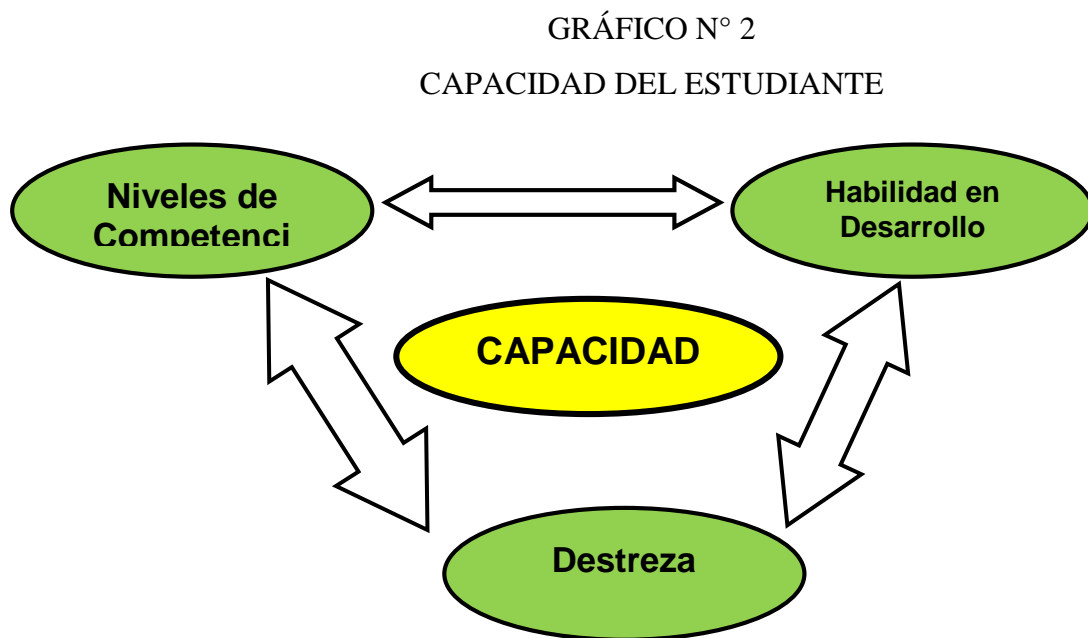 GRÁFICO N° 2
CAPACIDAD DEL ESTUDIANTE
Niveles de
Competenci
Habilidad en
Desarrollo
CAPACIDAD
Destreza